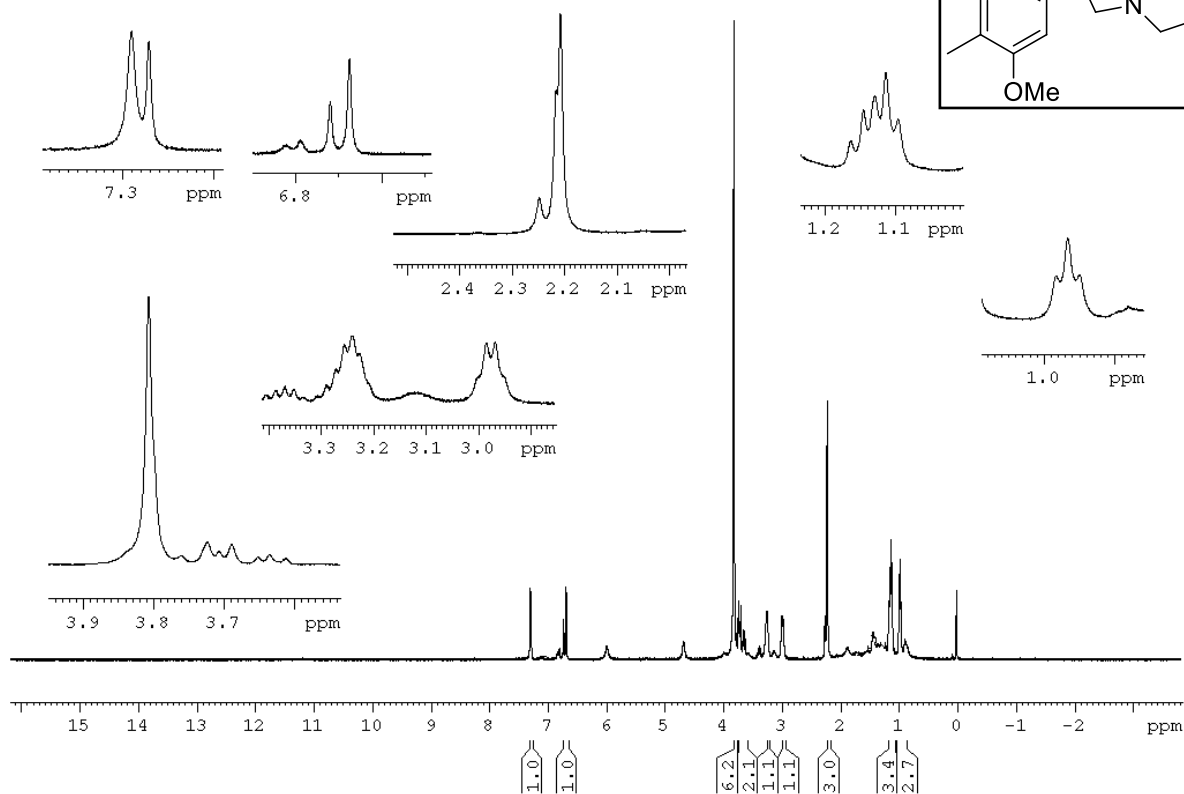 N
OMe
7.3 ppm
6.8 ppm
2.4 2.3 2.2 2.1 ppm
1.2 1.1 ppm
1.0 ppm
3.3 3.2 3.1 3.0 ppm
3.9 3.8 3.7 ppm
15 14 13 12 11 10 9 8 7 6 5 4 3 2 1 0 -1 -2 ppm
1.0 1.0 6.2 2.1 1.1 1.1 3.0 3.4 2.7